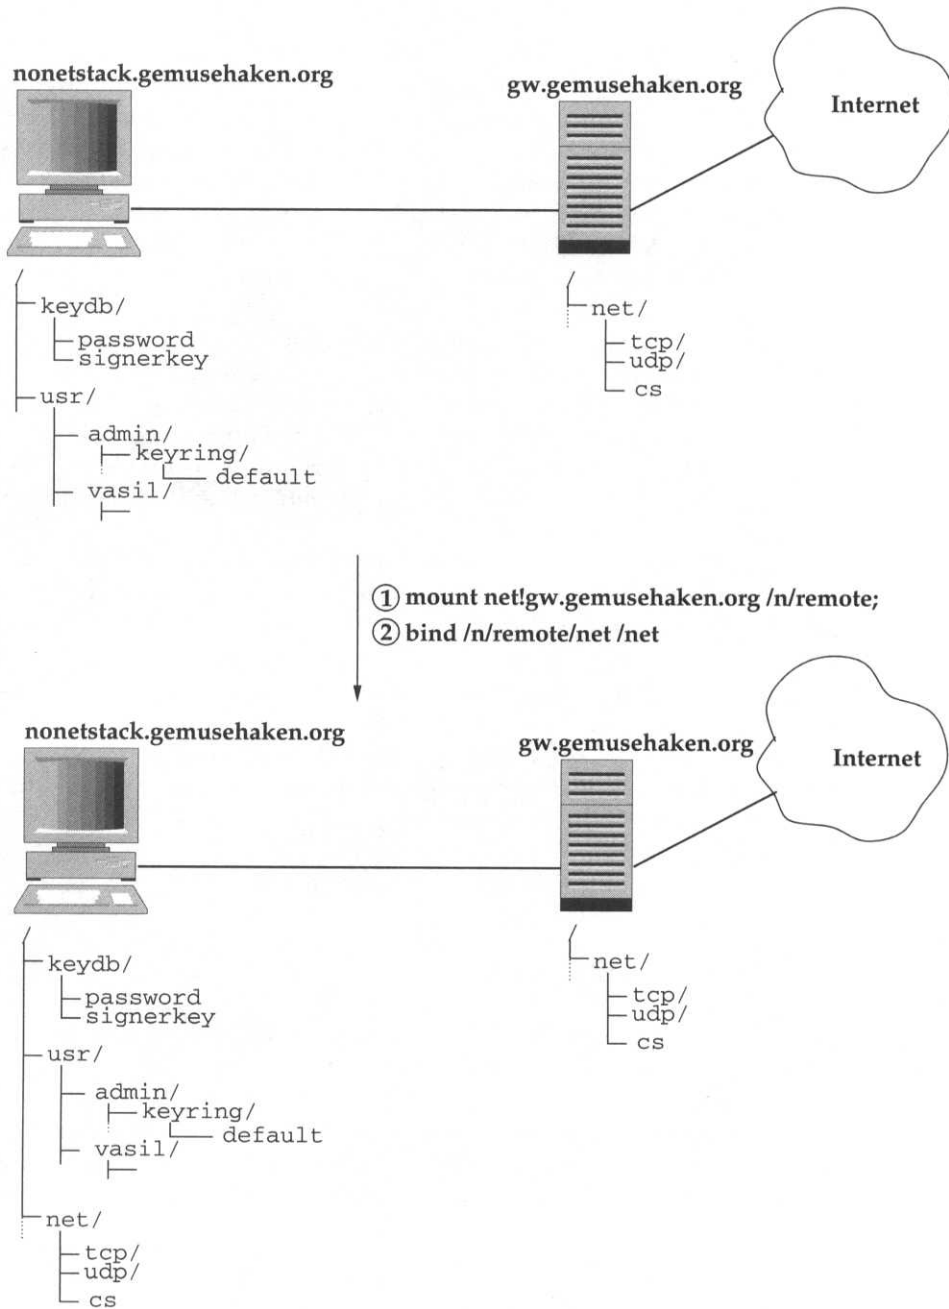 nonetstack.gemusehaken.org
gw.gemusehaken.org
Internet
/
keydb/
password
signerkey
usr/
admin/
keyring/
default
vasil/
/
net/
tcp/
udp/
cs
① mount net!gw.gemusehaken.org /n/remote;
② bind /n/remote/net /net
nonetstack.gemusehaken.org
gw.gemusehaken.org
Internet
/
keydb/
password
signerkey
usr/
admin/
keyring/
default
vasil/
net/
tcp/
udp/
cs
/
net/
tcp/
udp/
cs